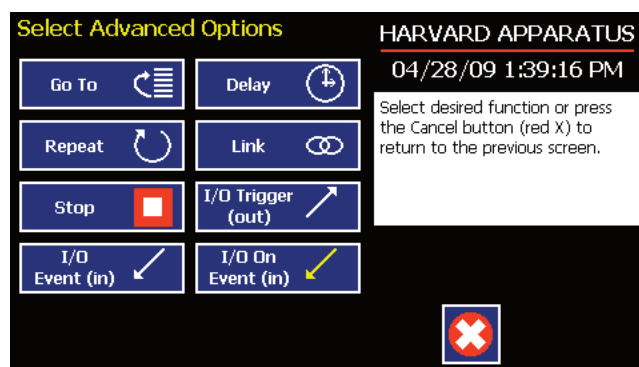 Select Advanced Options
Go To
Delay
Repeat
Link
Stop
I/O Trigger
(out)
I/O
Event (in)
I/O On
Event (in)
HARVARD APPARATUS
04/28/09 1:39:16 PM
Select desired function or press
the Cancel button (red X) to
return to the previous screen.